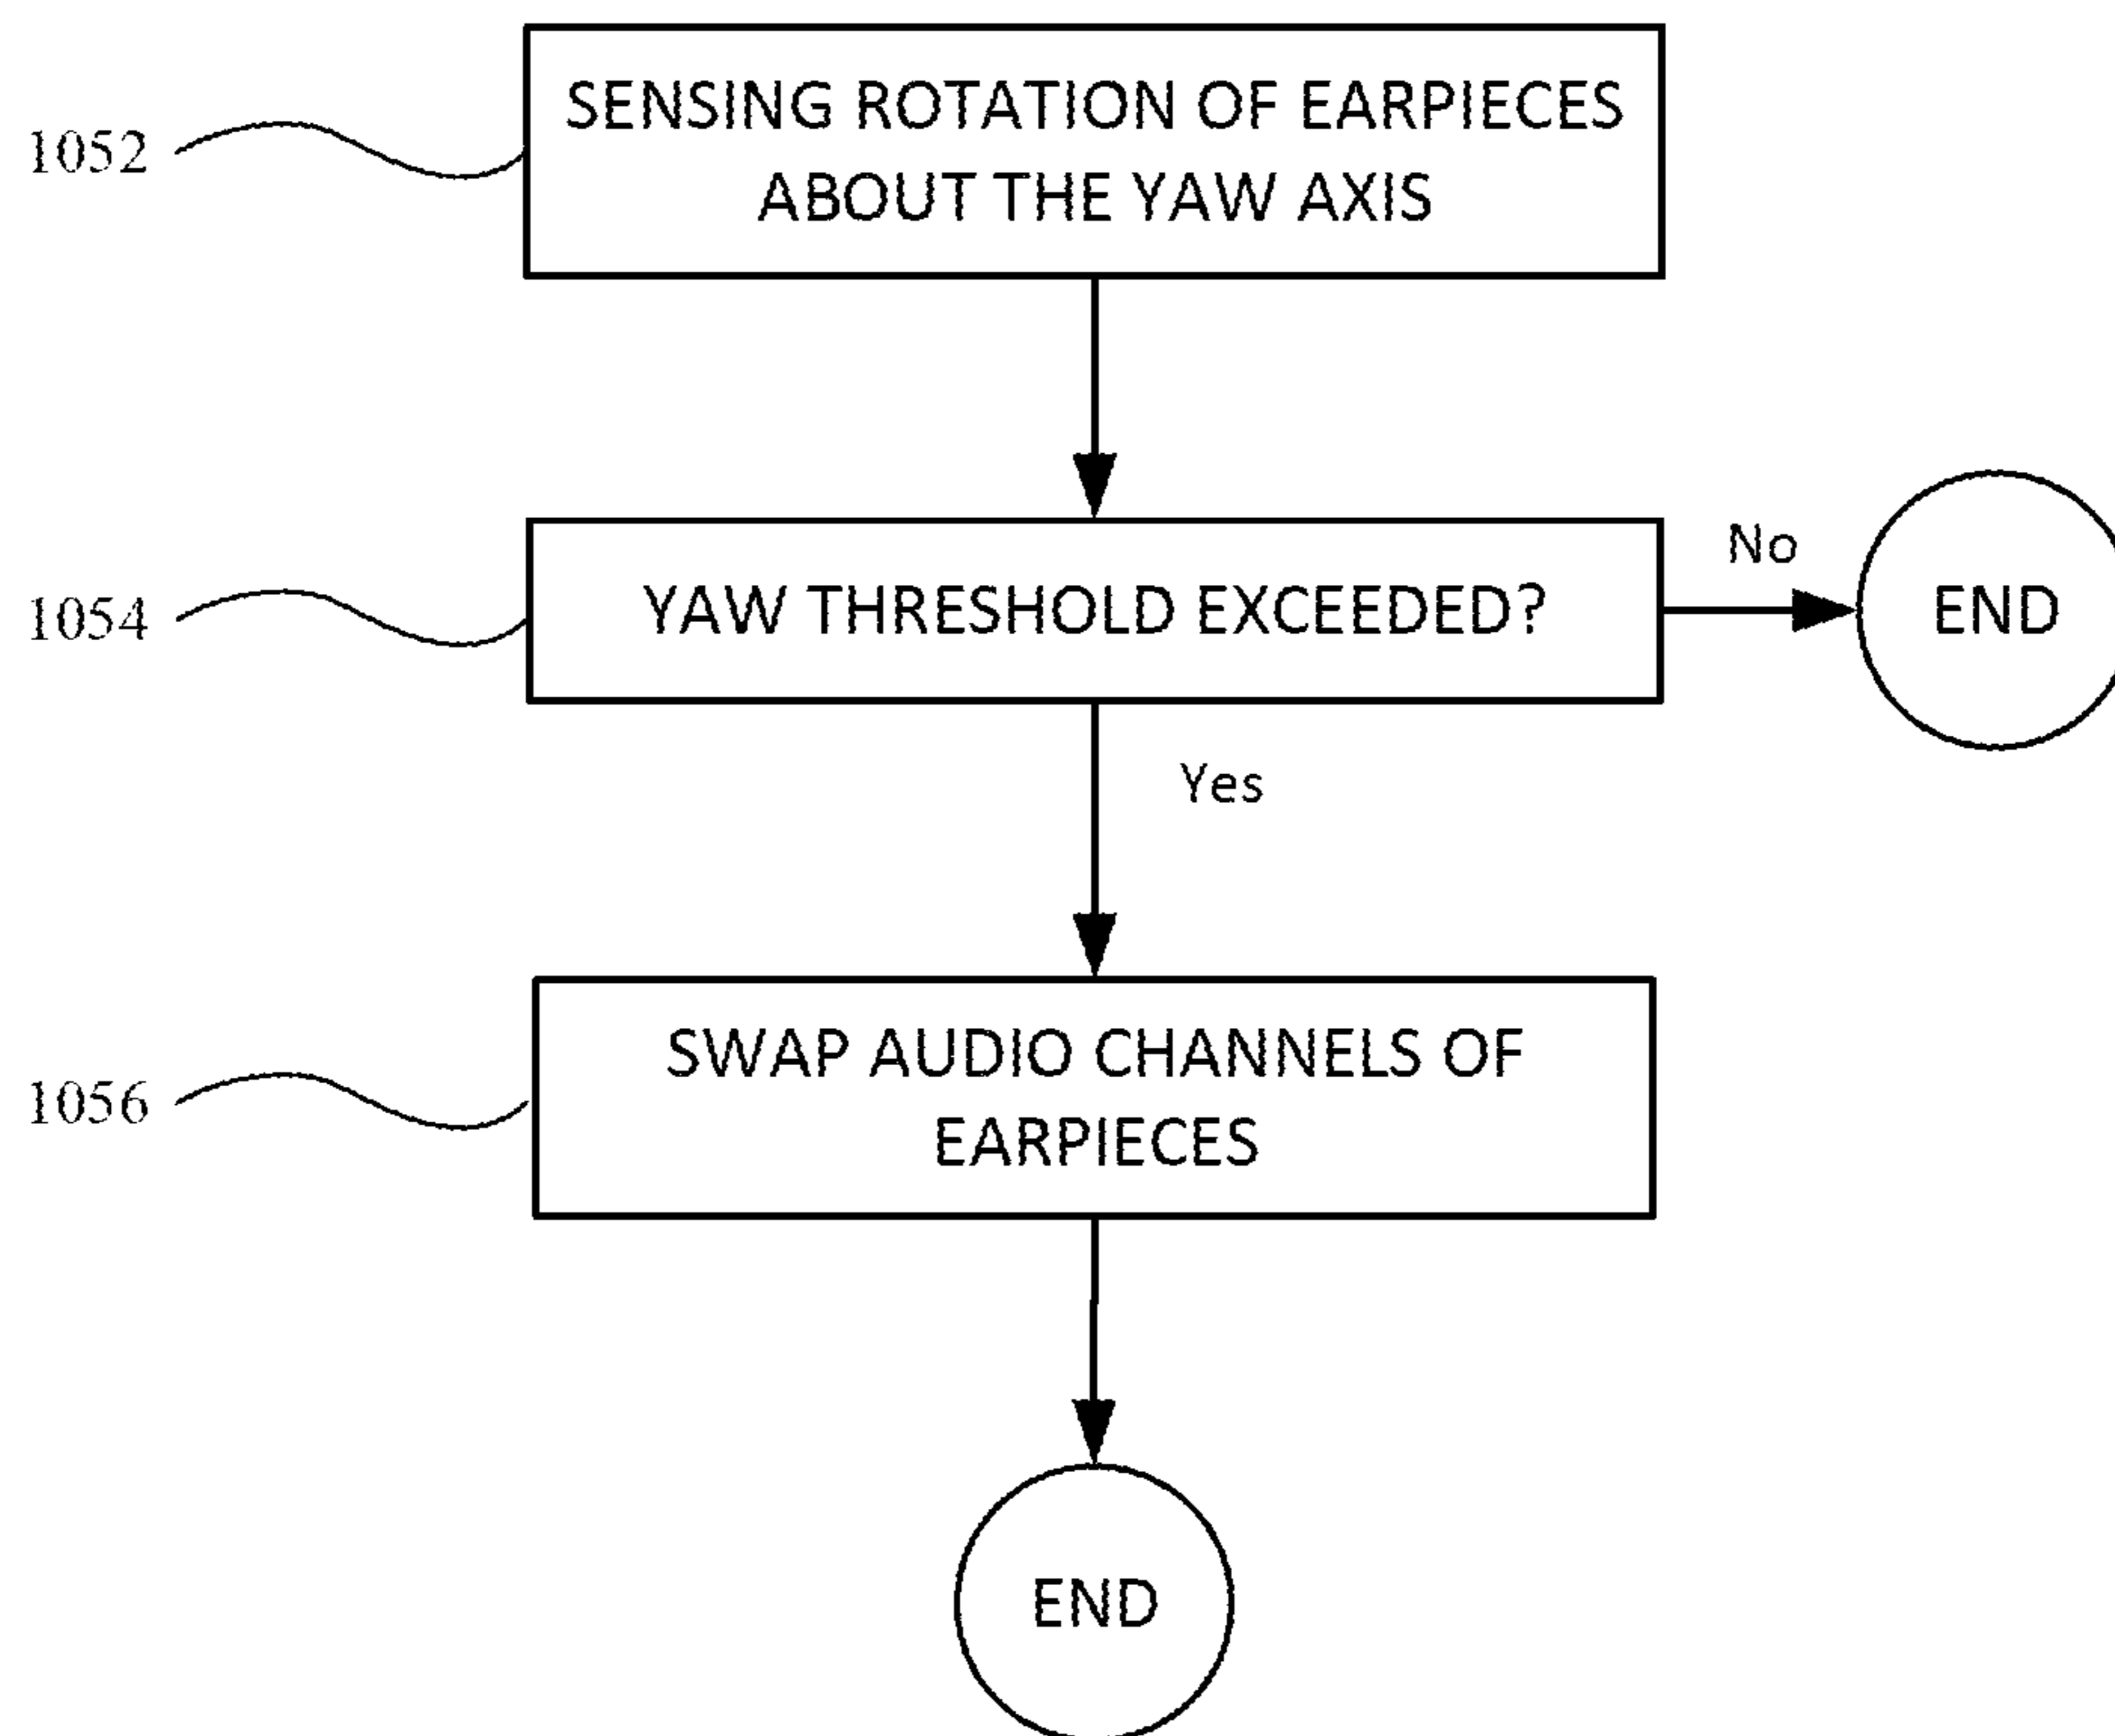 1052
SENSING ROTATION OF EARPIECES
ABOUT THE YAW AXIS
1054
YAW THRESHOLD EXCEEDED?
No
END
Yes
1056
SWAP AUDIO CHANNELS OF
EARPIECES
END